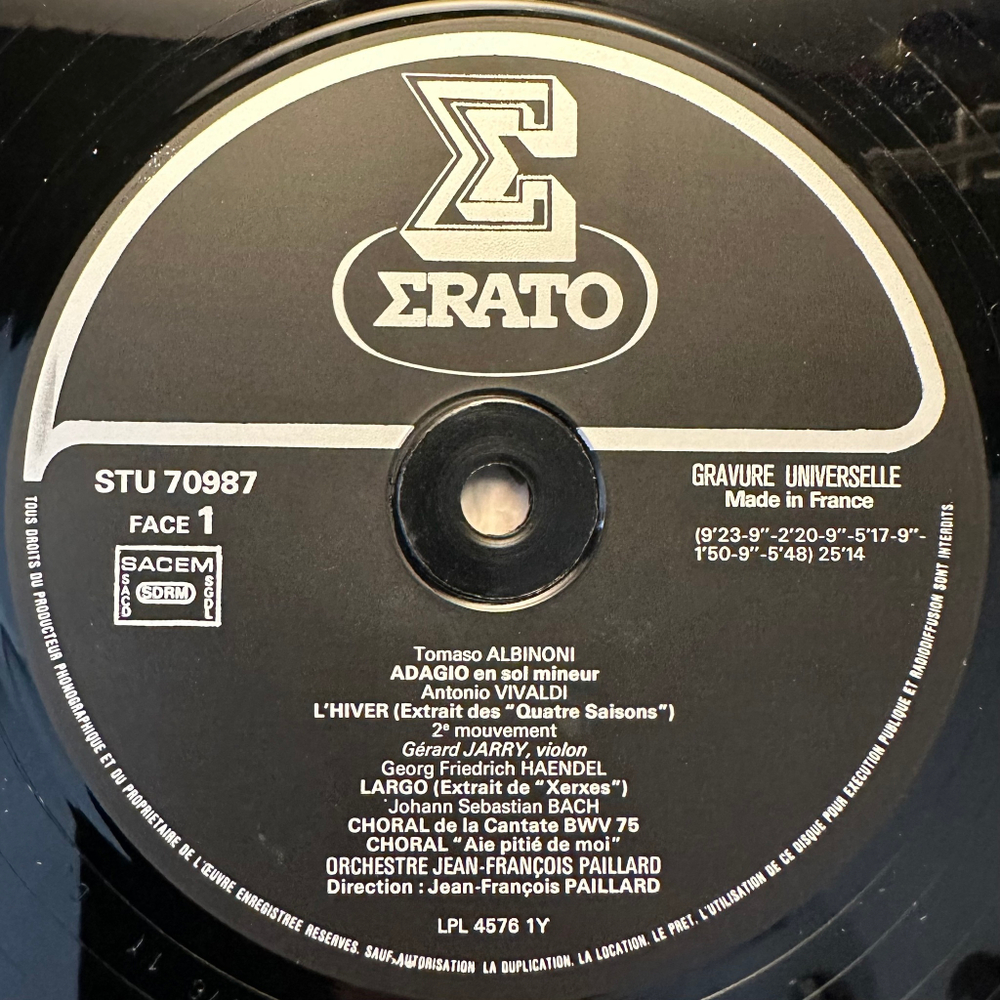 Σ
ΣRATO
STU 70987
FACE 1
SACEM
SACD
SDRM
SGDL
GRAVURE UNIVERSELLE
Made in France
(9'23-9"-2'20-9"-5'17-9"-
1'50-9"-5'48) 25'14
Tomaso ALBINONI
ADAGIO en sol mineur
Antonio VIVALDI
L'HIVER (Extrait des "Quatre Saisons")
2e mouvement
Gérard JARRY, violon
Georg Friedrich HAENDEL
LARGO (Extrait de "Xerxes")
Johann Sebastian BACH
CHORAL de la Cantate BWV 75
CHORAL "Aie pitié de moi"
ORCHESTRE JEAN-FRANÇOIS PAILLARD
Direction : Jean-François PAILLARD
LPL 4576 1Y
TOUS DROITS DU PRODUCTEUR PHONOGRAPHIQUE ET DU PROPRIETAIRE DE L'ŒUVRE ENREGISTREE RESERVES. SAUF AUTORISATION LA DUPLICATION, LA LOCATION, LE PRET, L'UTILISATION DE CE DISQUE POUR EXECUTION PUBLIQUE ET RADIODIFFUSION SONT INTERDITS